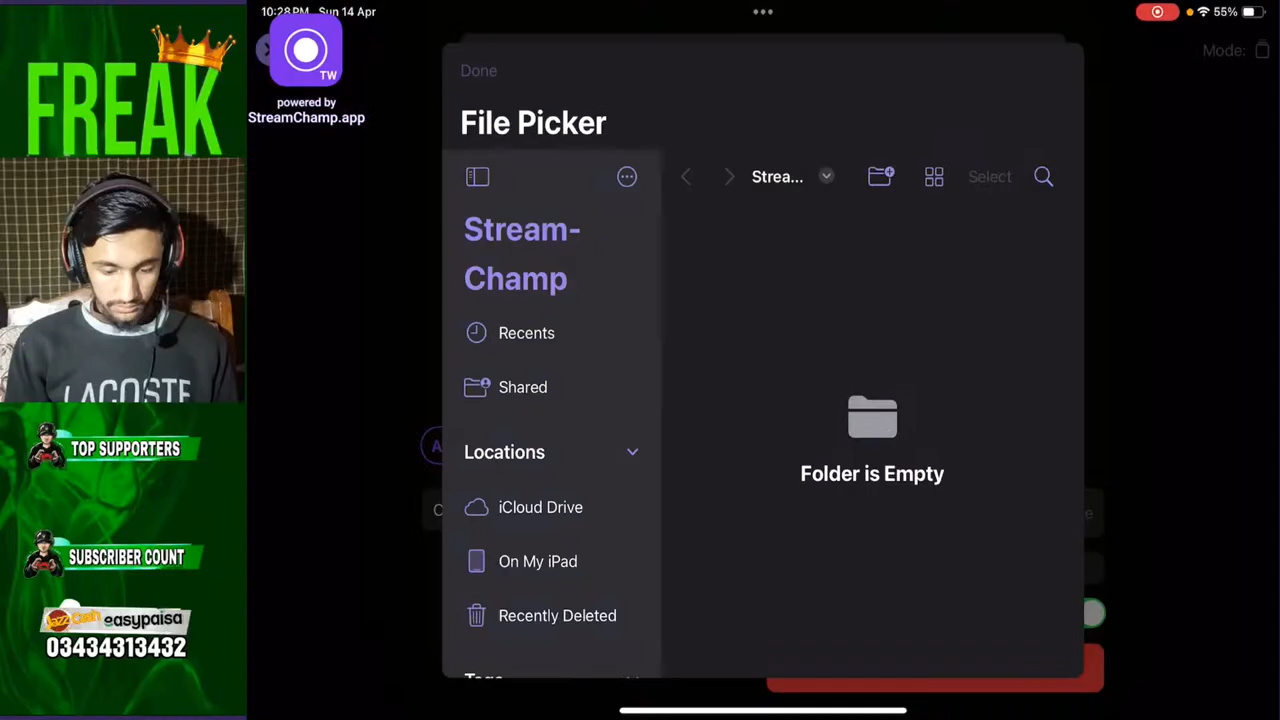 10:28 PM Sun 14 Apr
55%
FREAK
TW
powered by
StreamChamp.app
Mode:
Done
File Picker
Strea...
Select
Stream-
Champ
Recents
Shared
Locations
iCloud Drive
On My iPad
Recently Deleted
Folder is Empty
LACOSTE
TOP SUPPORTERS
SUBSCRIBER COUNT
Jazz Cash easypaisa
03434313432